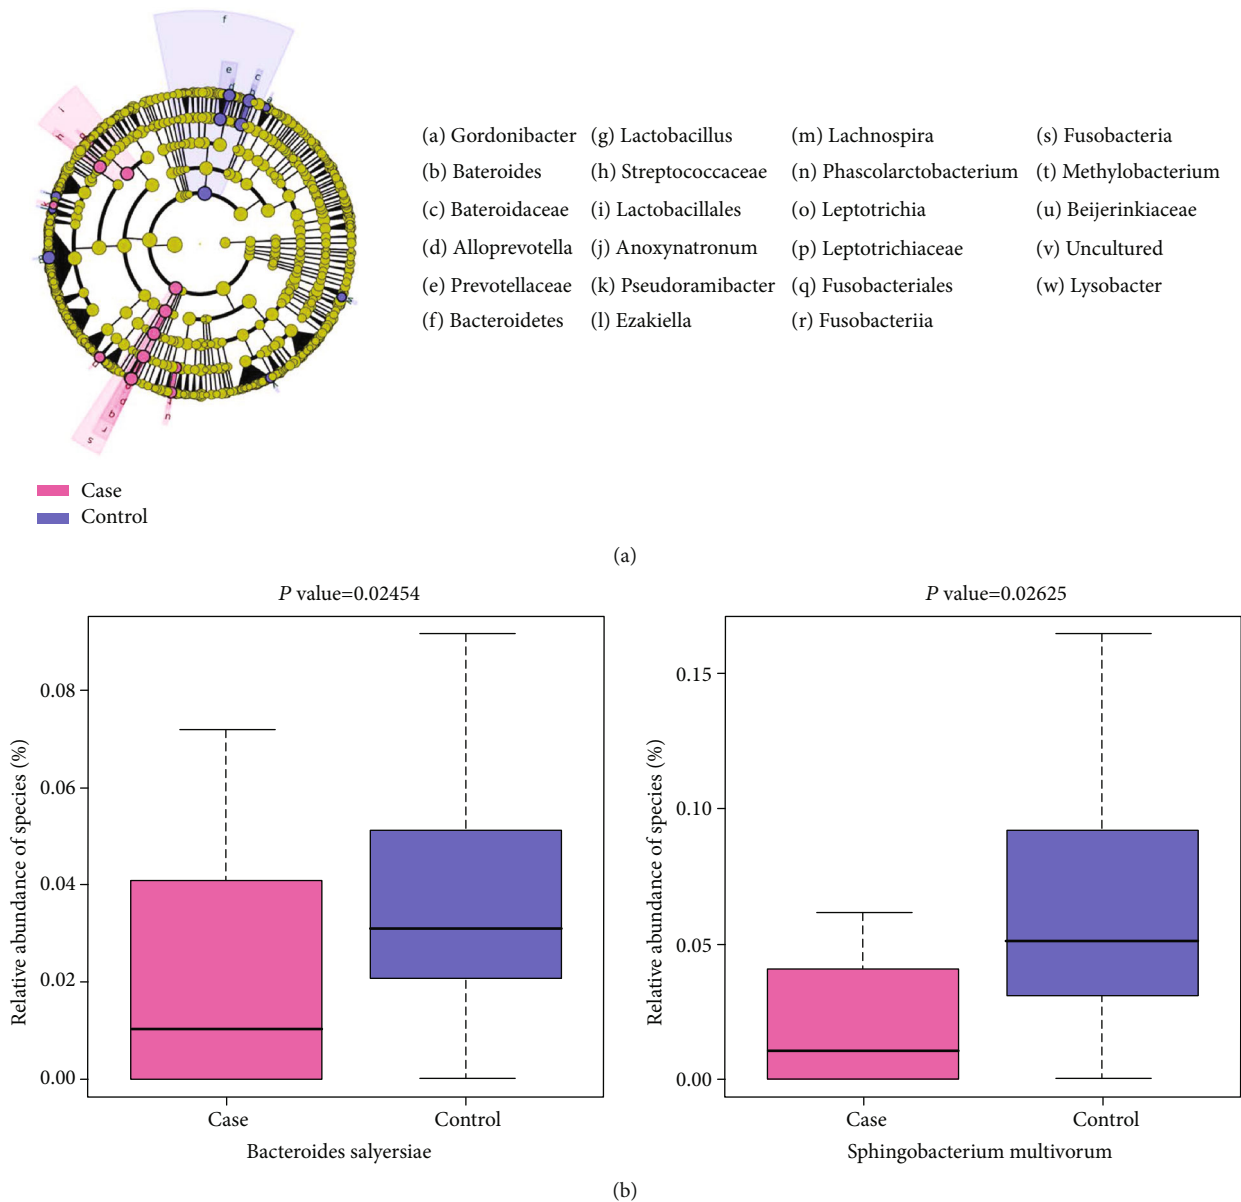 f
e
d
c
i
s
n
(a) Gordonibacter (g) Lactobacillus (m) Lachnospira (s) Fusobacteria
(b) Bateroides (h) Streptococcaceae (n) Phascolarctobacterium (t) Methylobacterium
(c) Bateroidaceae (i) Lactobacillales (o) Leptotrichia (u) Beijerinkiaceae
(d) Alloprevotella (j) Anoxynatronum (p) Leptotrichiaceae (v) Uncultured
(e) Prevotellaceae (k) Pseudoramibacter (q) Fusobacteriales (w) Lysobacter
(f) Bacteroidetes (l) Ezakiella (r) Fusobacteriia
Case
Control
(a)
P value=0.02454
Relative abundance of species (%)
0.08
0.06
0.04
0.02
0.00
Case Control
Bacteroides salyersiae
P value=0.02625
Relative abundance of species (%)
0.15
0.10
0.05
0.00
Case Control
Sphingobacterium multivorum
(b)